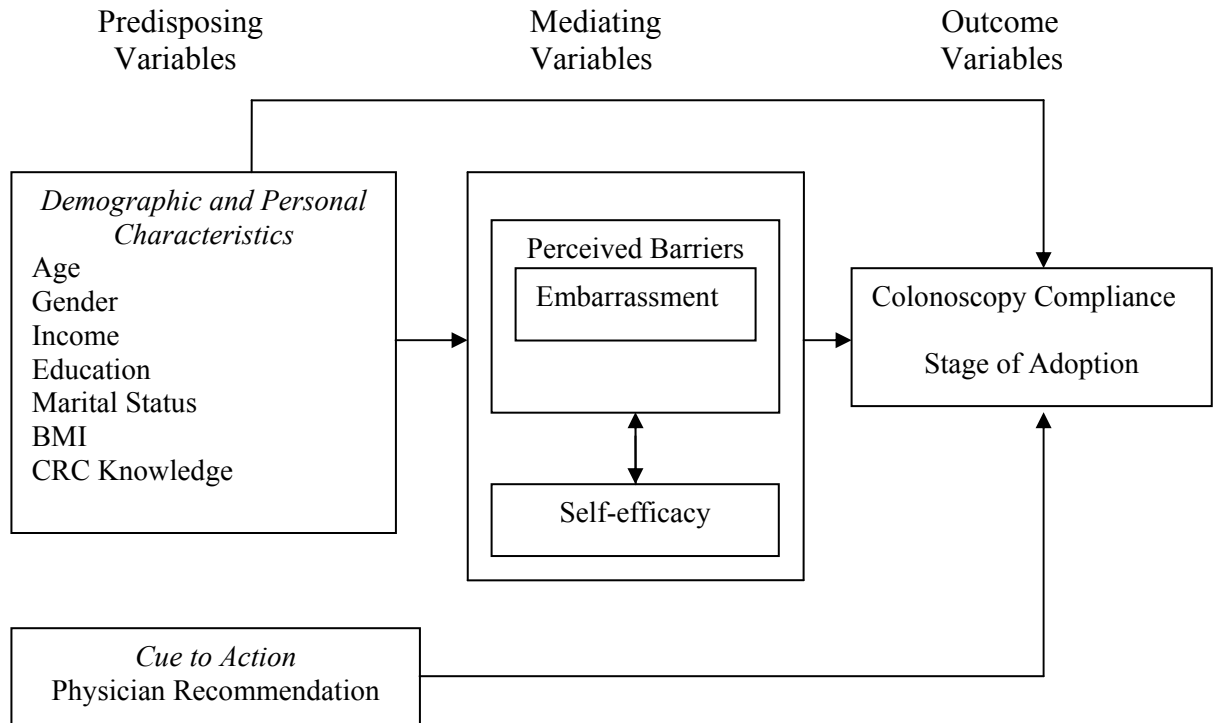 Predisposing Variables
Mediating Variables
Outcome Variables
Demographic and Personal
Characteristics
Age
Gender
Income
Education
Marital Status
BMI
CRC Knowledge
Perceived Barriers
Embarrassment
Self-efficacy
Colonoscopy Compliance
Stage of Adoption
Cue to Action
Physician Recommendation